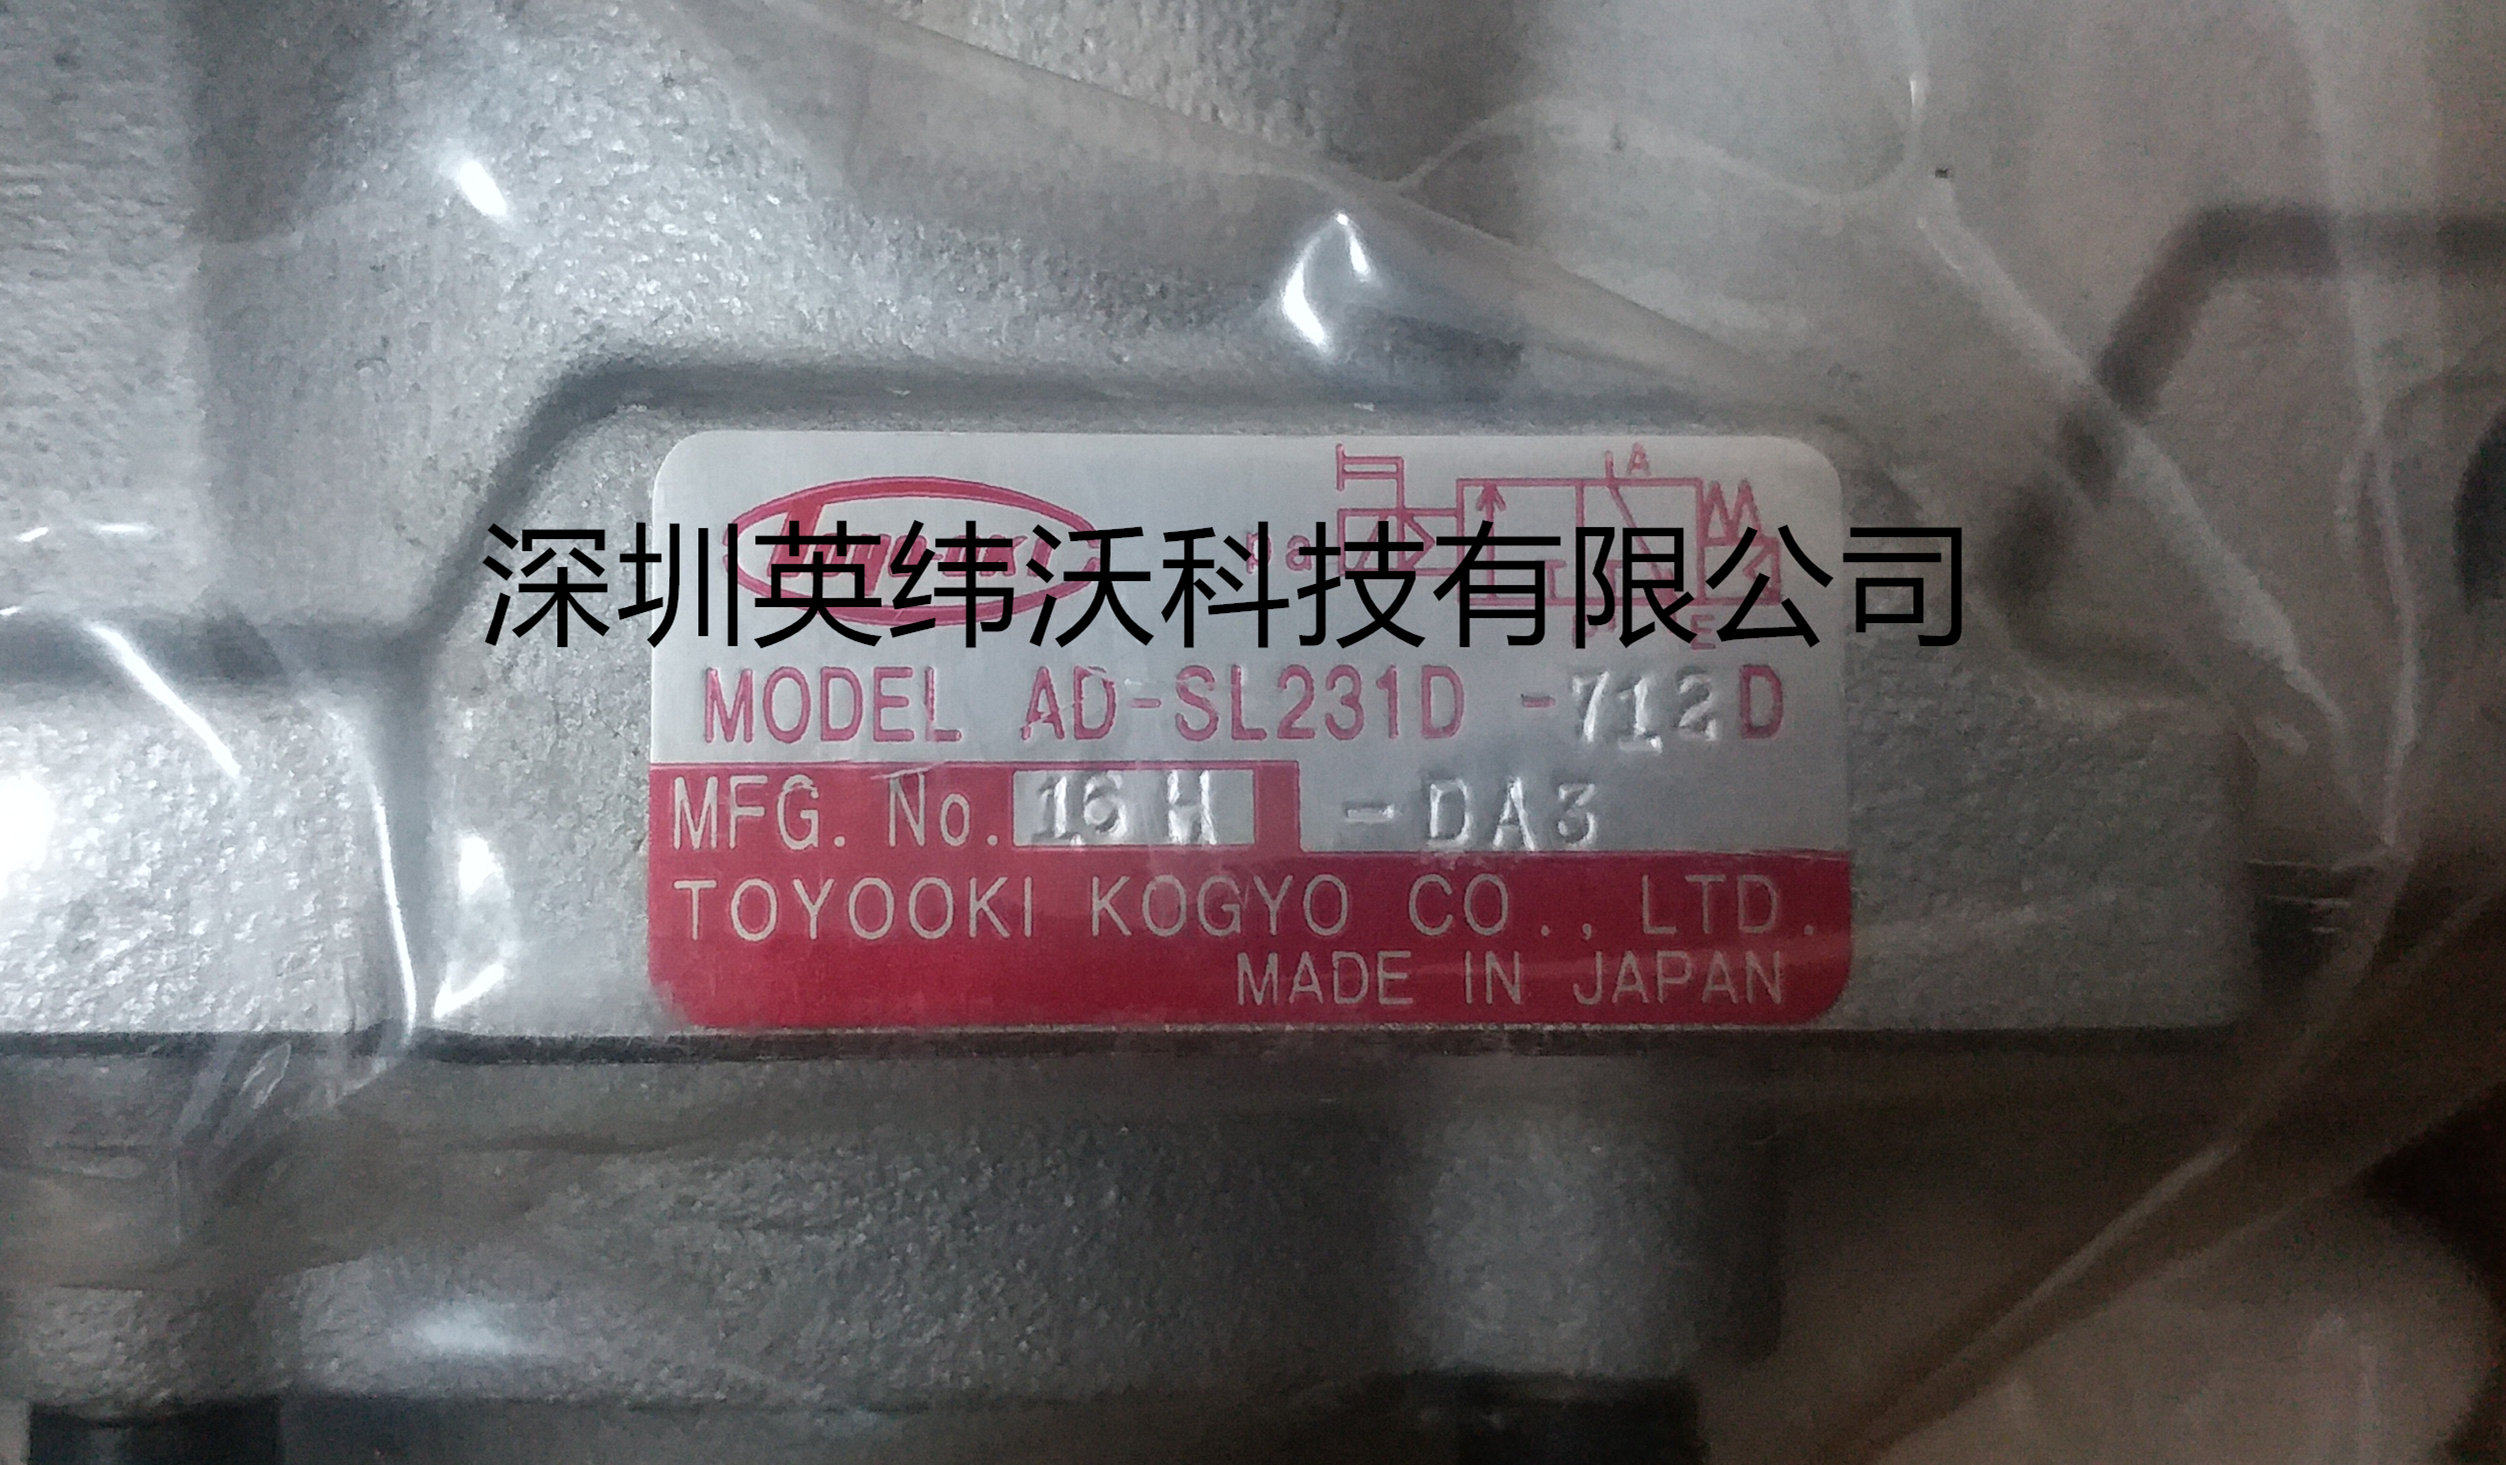 A
深圳英纬沃科技有限公司
E
MODEL AD-SL231D -712D
MFG. No. 16 H -DA3
TOYOOKI KOGYO CO., LTD.
MADE IN JAPAN